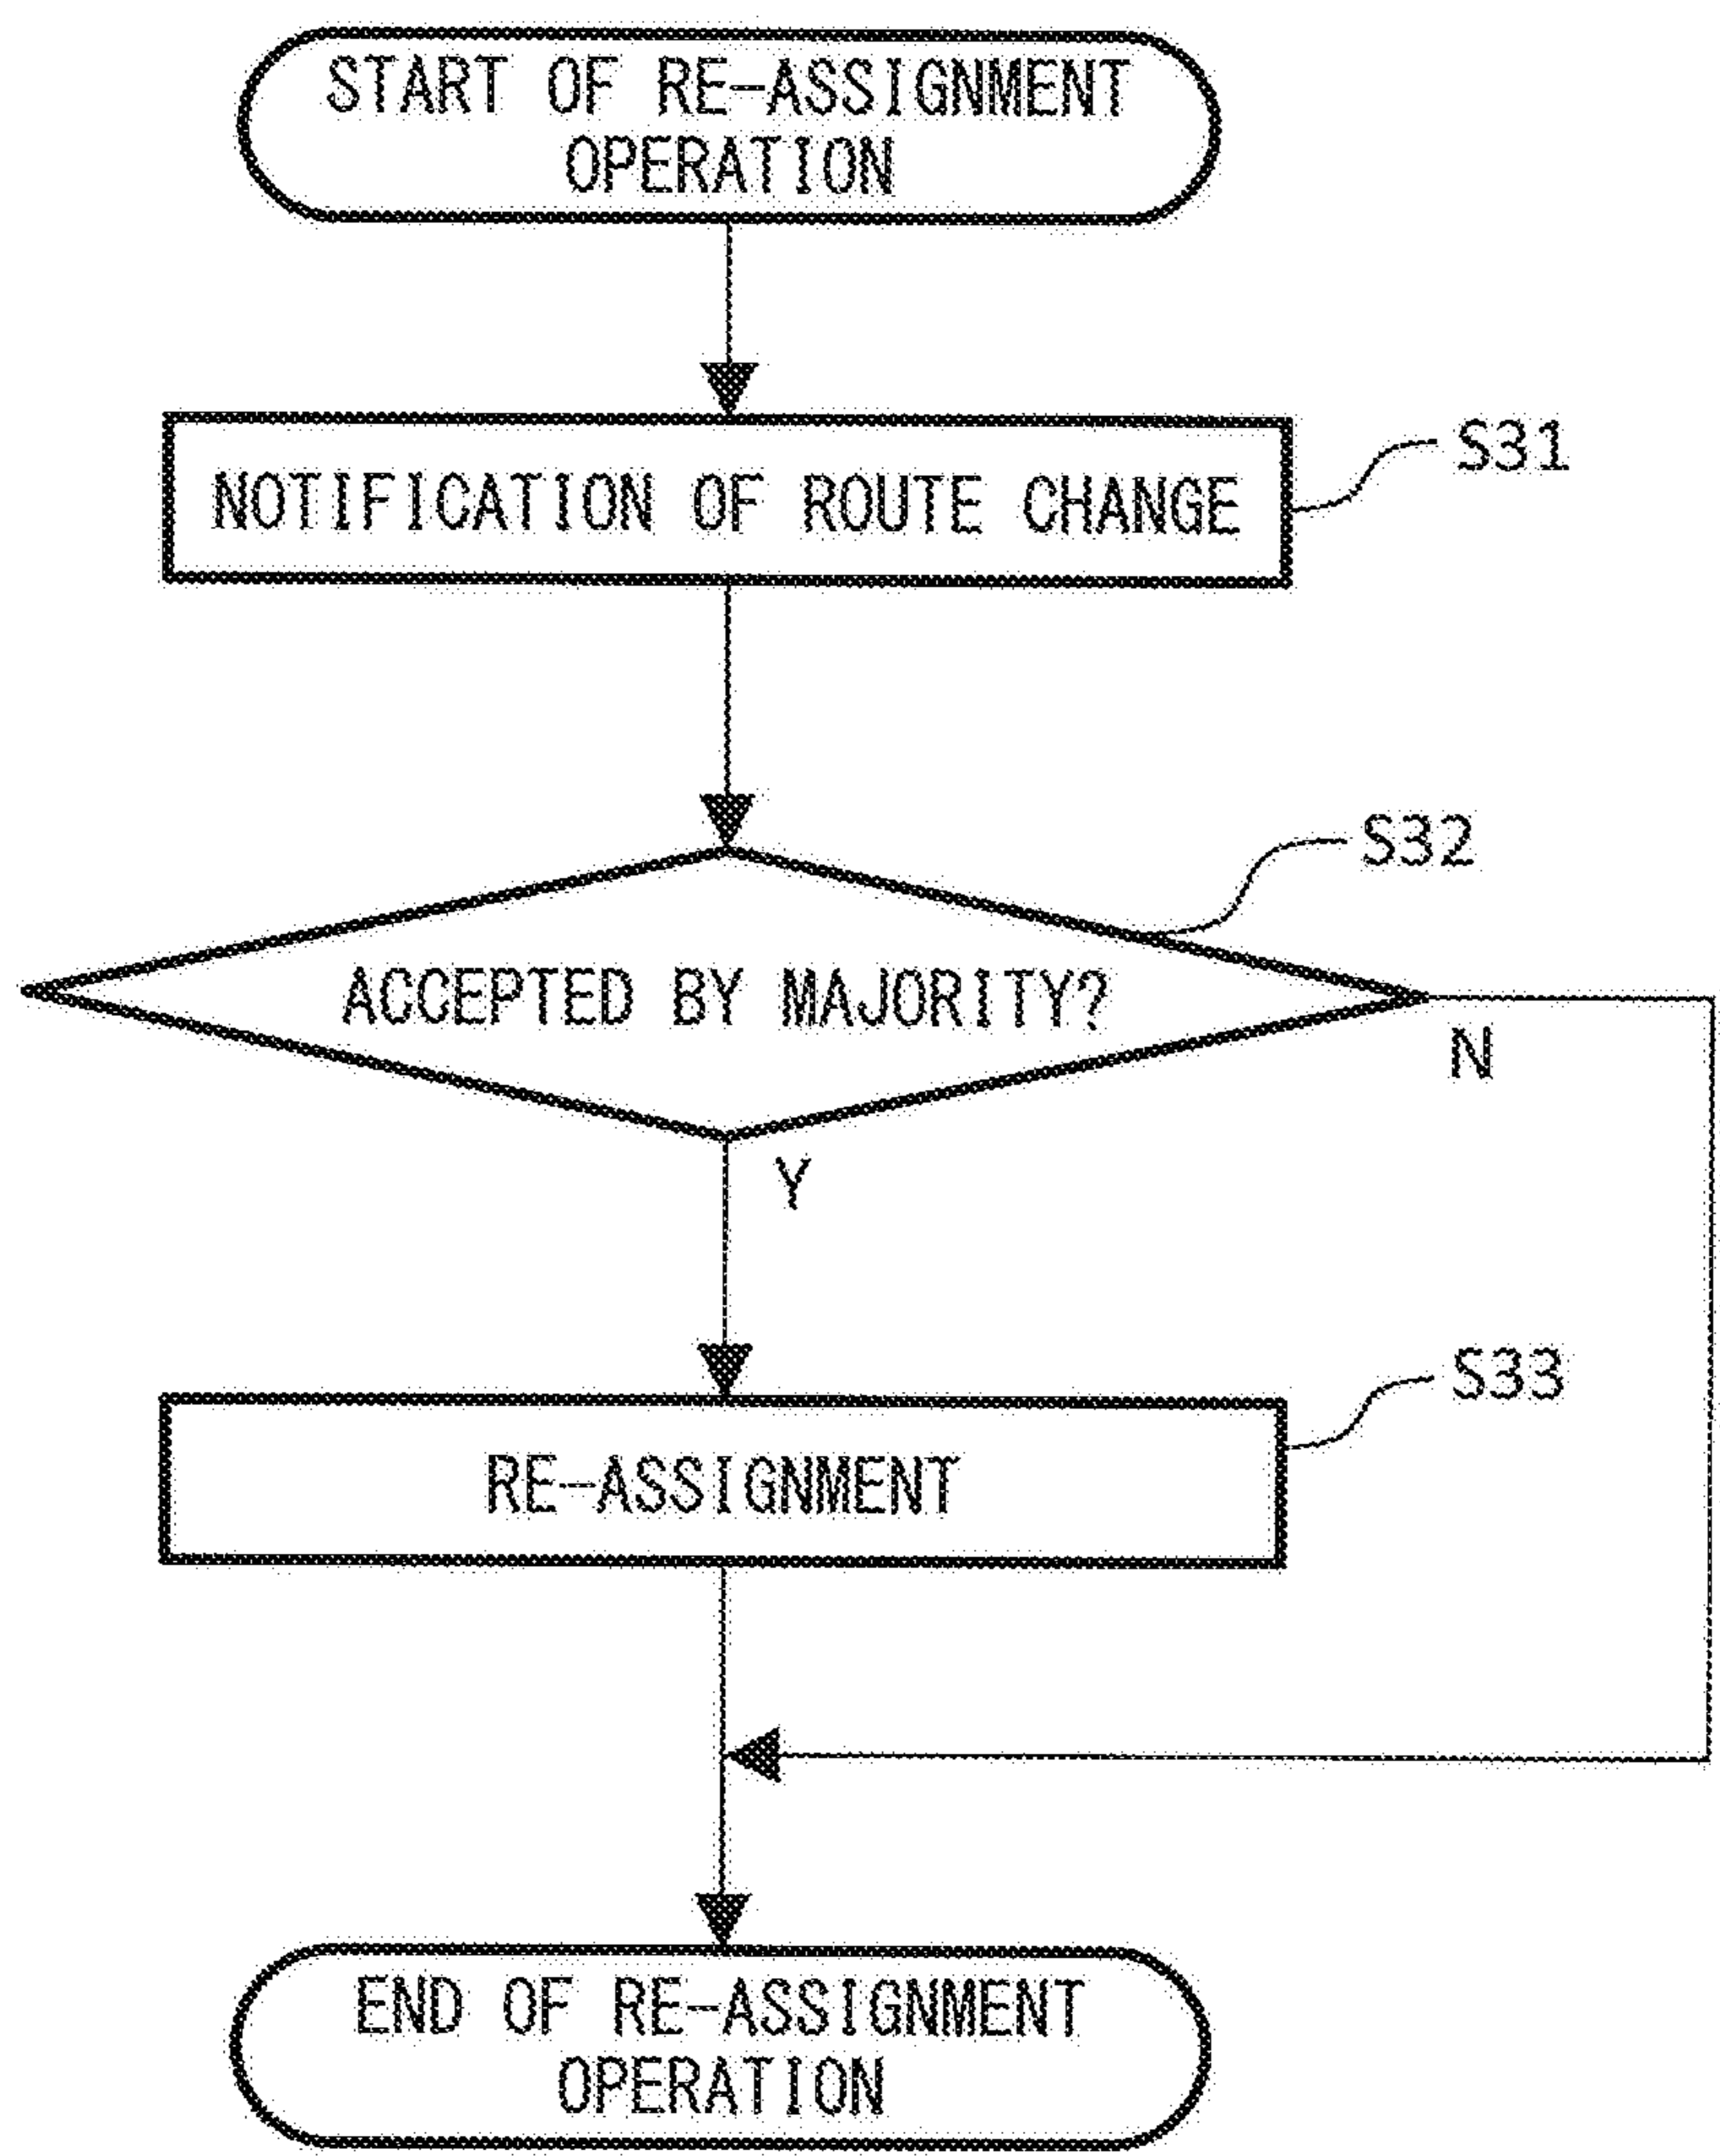 START OF RE-ASSIGNMENT
OPERATION
NOTIFICATION OF ROUTE CHANGE
S31
S32
ACCEPTED BY MAJORITY?
N
Y
S33
RE-ASSIGNMENT
END OF RE-ASSIGNMENT
OPERATION